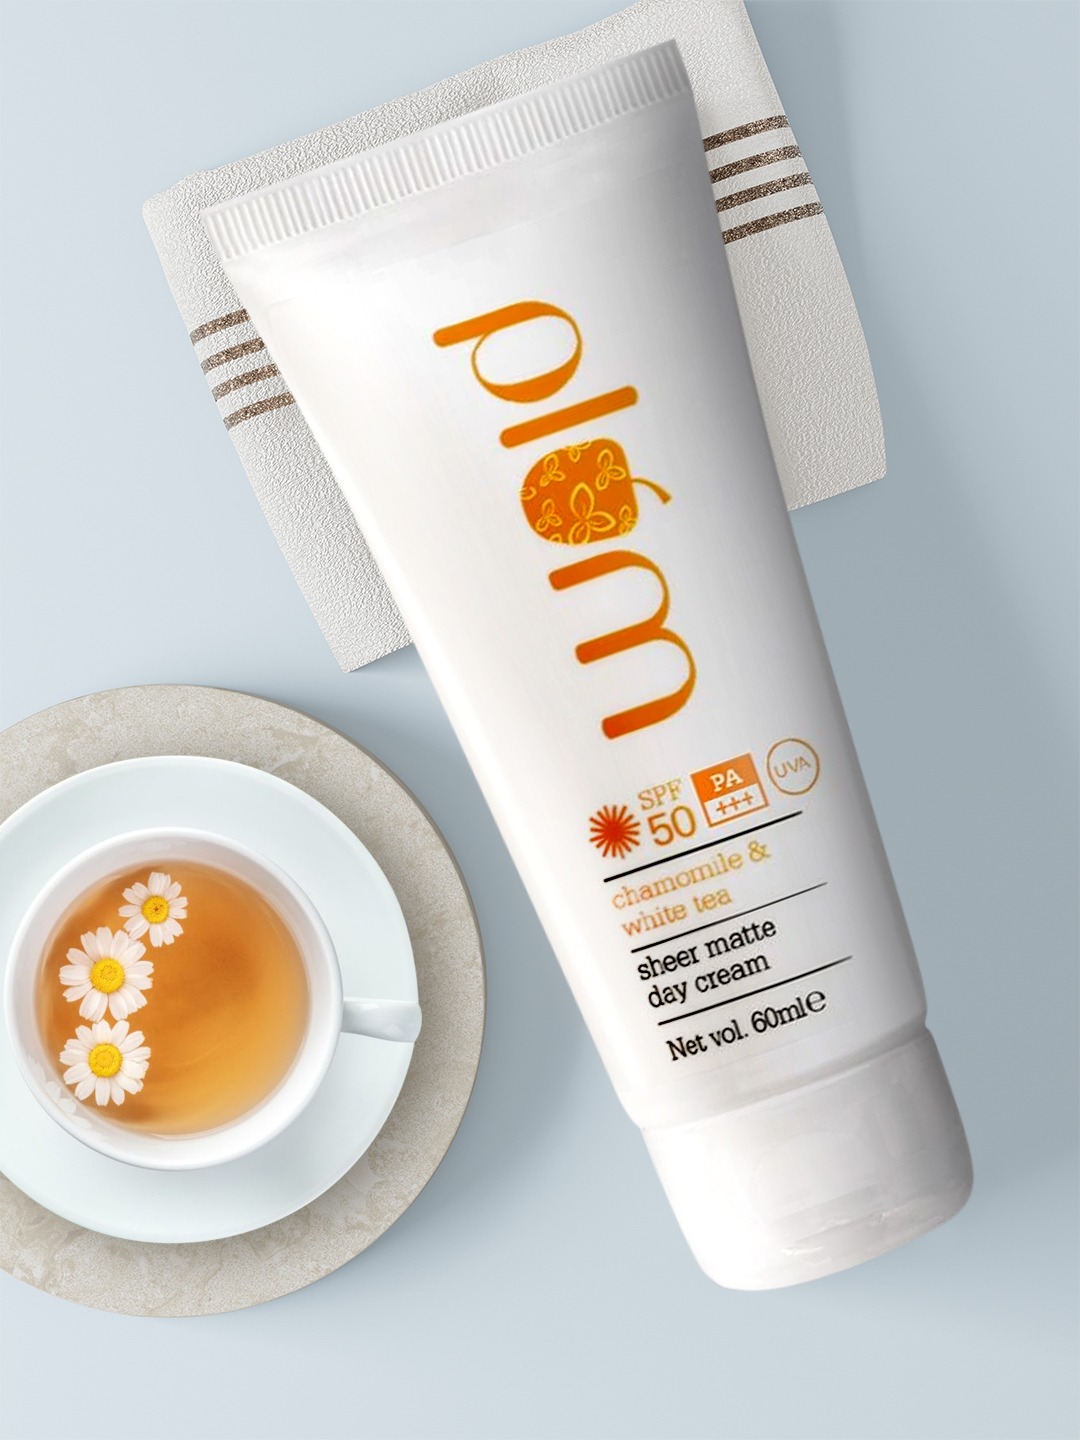 plum
SPF
50
PA
+++
UVA
chamomile &
white tea
sheer matte
day cream
Net vol. 60ml℮